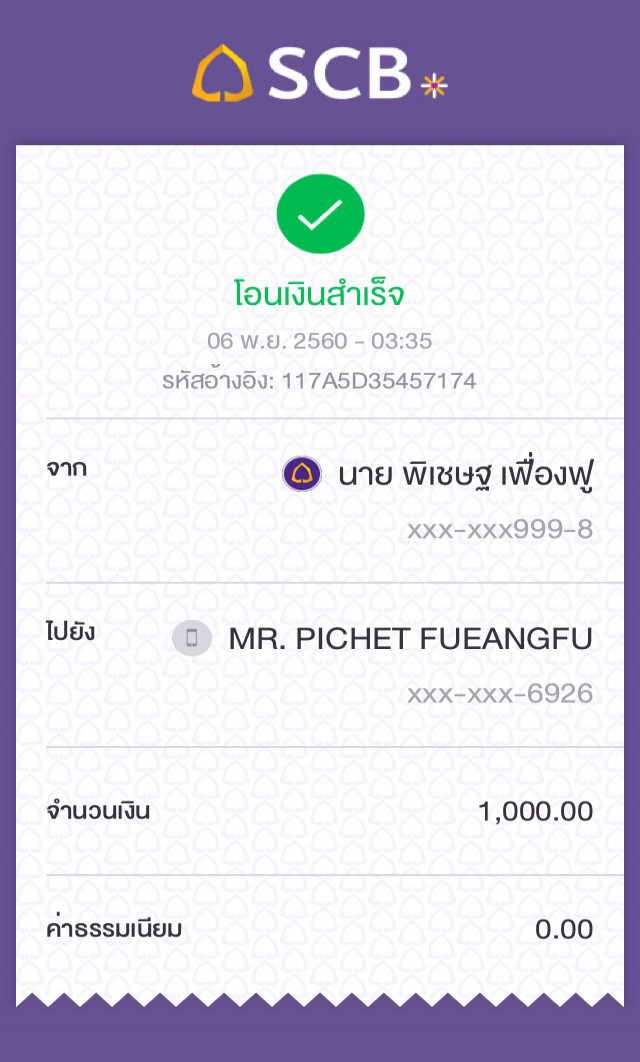 SCB
โอนเงินสำเร็จ
06 พ.ย. 2560 - 03:35
รหัสอ้างอิง: 117A5D35457174
จาก
นาย พิเชษฐ เฟื่องฟู
xxx-xxx999-8
ไปยัง
MR. PICHET FUEANGFU
xxx-xxx-6926
จำนวนเงิน 1,000.00
ค่าธรรมเนียม 0.00